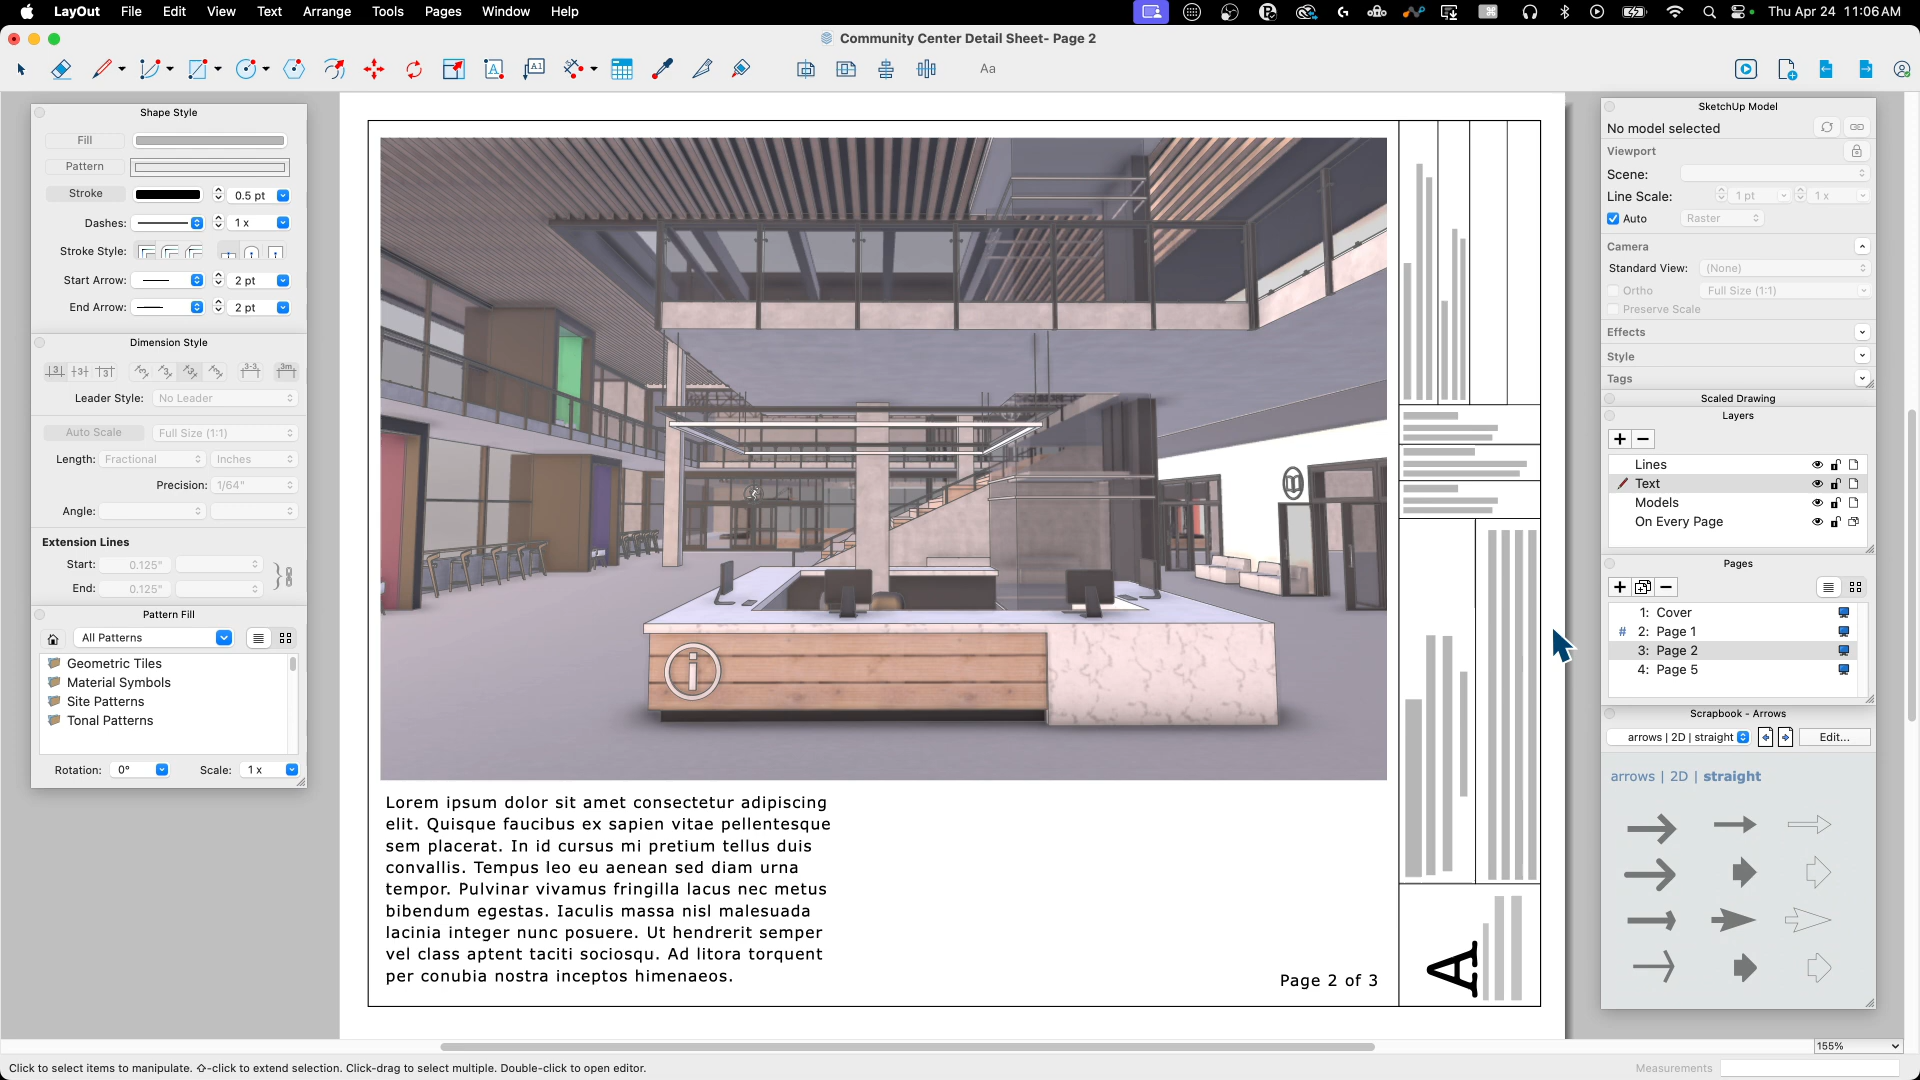 LayOut File Edit View Text Arrange Tools Pages Window Help
Thu Apr 24 11:06 AM
Community Center Detail Sheet- Page 2
A1
Aa
Shape Style
Fill
Pattern
Stroke 0.5 pt
Dashes: 1 x
Stroke Style:
Start Arrow: 2 pt
End Arrow: 2 pt
Dimension Style
Leader Style: No Leader
Auto Scale Full Size (1:1)
Length: Fractional Inches
Precision: 1/64"
Angle:
Extension Lines
Start: 0.125"
End: 0.125"
Pattern Fill
All Patterns
Geometric Tiles
Material Symbols
Site Patterns
Tonal Patterns
Rotation: 0° Scale: 1 x
i
Lorem ipsum dolor sit amet consectetur adipiscing
elit. Quisque faucibus ex sapien vitae pellentesque
sem placerat. In id cursus mi pretium tellus duis
convallis. Tempus leo eu aenean sed diam urna
tempor. Pulvinar vivamus fringilla lacus nec metus
bibendum egestas. Iaculis massa nisl malesuada
lacinia integer nunc posuere. Ut hendrerit semper
vel class aptent taciti sociosqu. Ad litora torquent
per conubia nostra inceptos himenaeos.
Page 2 of 3
A
SketchUp Model
No model selected
Viewport
Scene:
Line Scale: 1 pt 1 x
Auto Raster
Camera
Standard View: (None)
Ortho Full Size (1:1)
Preserve Scale
Effects
Style
Tags
Scaled Drawing
Layers
Lines
Text
Models
On Every Page
Pages
1: Cover
# 2: Page 1
3: Page 2
4: Page 5
Scrapbook - Arrows
arrows | 2D | straight Edit...
arrows | 2D | straight
155%
Click to select items to manipulate. ⇧-click to extend selection. Click-drag to select multiple. Double-click to open editor.
Measurements